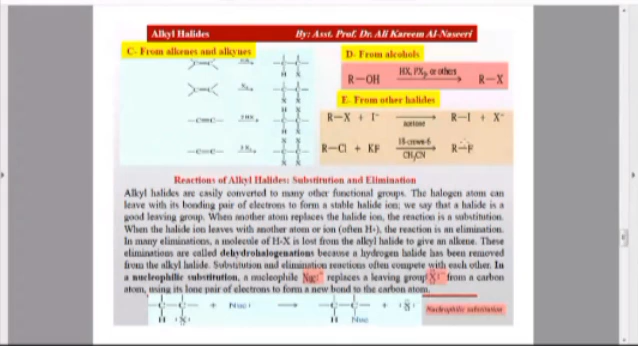 Alkyl Halides By: Asst. Prof. Dr. Ali Kareem Al-Naseeri
C- From alkenes and alkynes
D- From alcohols
R—OH HX, PX₃, or others R—X
E- From other halides
R—X + I⁻ acetone R—I + X⁻
R—Cl + KF 18-crown-6 CH₃CN R—F
Reactions of Alkyl Halides: Substitution and Elimination
Alkyl halides are easily converted to many other functional groups. The halogen atom can
leave with its bonding pair of electrons to form a stable halide ion; we say that a halide is a
good leaving group. When another atom replaces the halide ion, the reaction is a substitution.
When the halide ion leaves with another atom or ion (often H+), the reaction is an elimination.
In many eliminations, a molecule of H-X is lost from the alkyl halide to give an alkene. These
eliminations are called dehydrohalogenations because a hydrogen halide has been removed
from the alkyl halide. Substitution and elimination reactions often compete with each other. In
a nucleophilic substitution, a nucleophile Nuc:⁻ replaces a leaving group X:⁻ from a carbon
atom, using its lone pair of electrons to form a new bond to the carbon atom.
Nucleophilic substitution